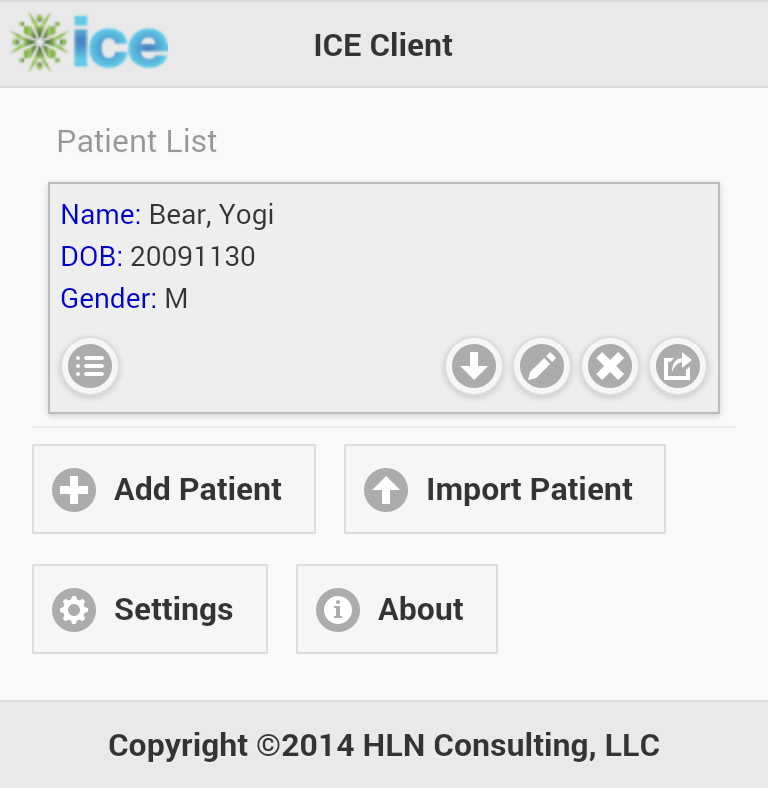 ice
ICE Client
Patient List
Name: Bear, Yogi
DOB: 20091130
Gender: M
Add Patient
Import Patient
Settings
About
Copyright ©2014 HLN Consulting, LLC